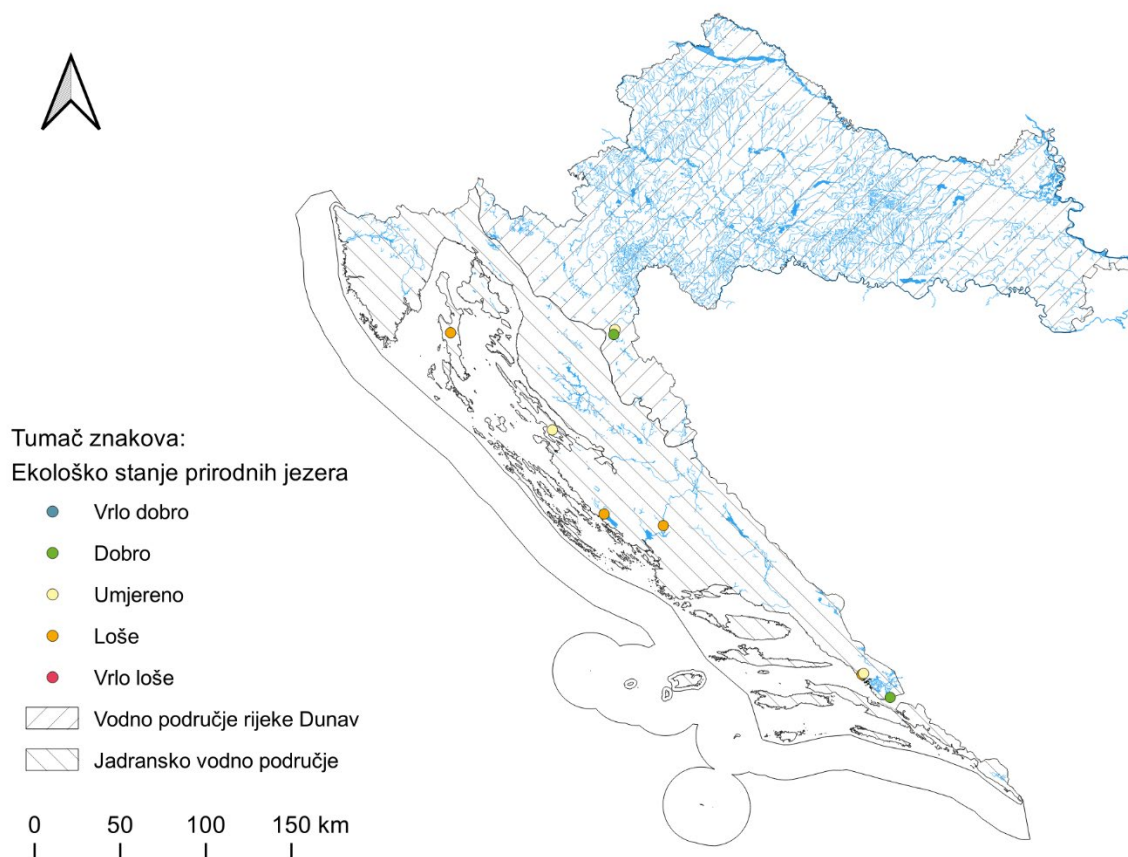 Tumač znakova:
Ekološko stanje prirodnih jezera
Vrlo dobro
Dobro
Umjereno
Loše
Vrlo loše
Vodno područje rijeke Dunav
Jadransko vodno područje
0 50 100 150 km